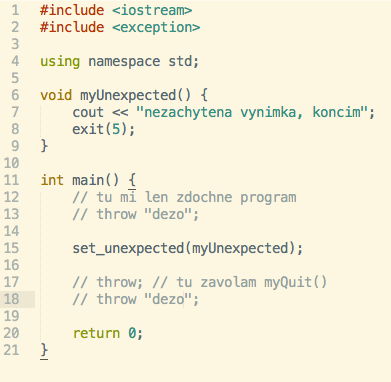 1 #include <iostream>
2 #include <exception>
3
4 using namespace std;
5
6 void myUnexpected() {
7     cout << "nezachytena vynimka, koncim";
8     exit(5);
9 }
10
11 int main() {
12     // tu mi len zdochne program
13     // throw "dezo";
14
15     set_unexpected(myUnexpected);
16
17     // throw; // tu zavolam myQuit()
18     // throw "dezo";
19
20     return 0;
21 }